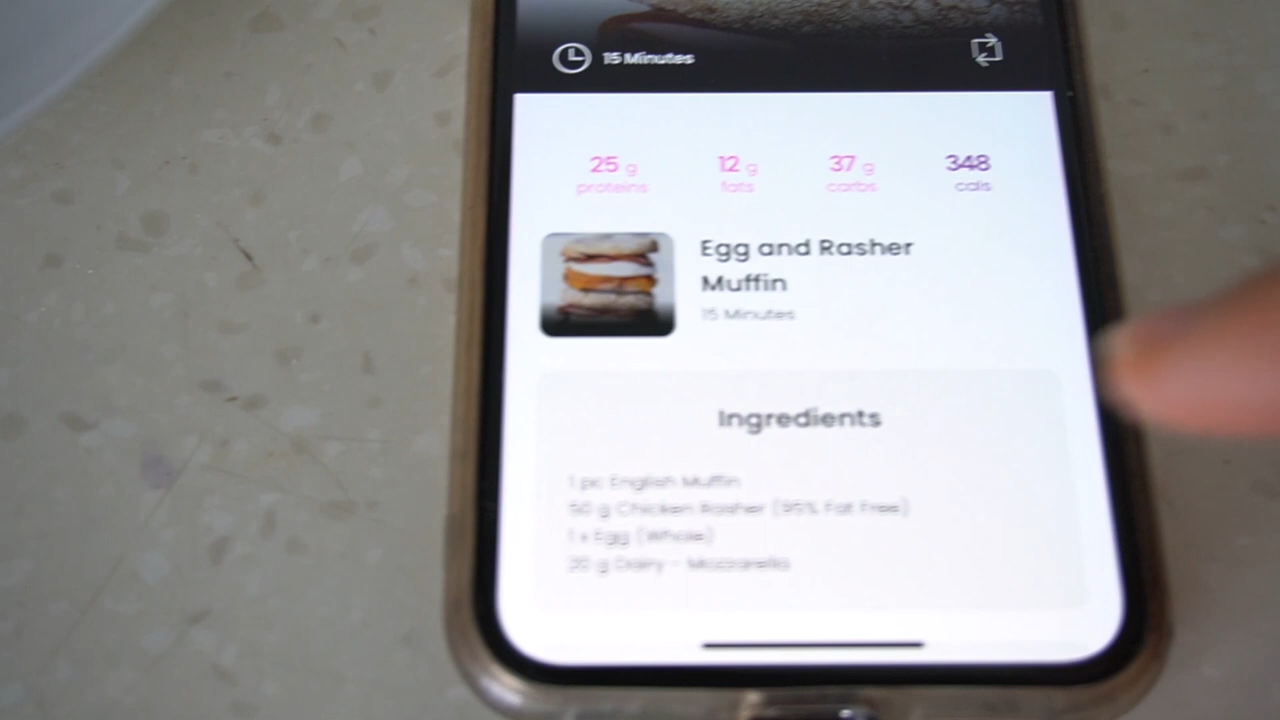 15 Minutes
25 g 12 g 37 g 348
proteins fats carbs cals
Egg and Rasher
Muffin
15 Minutes
Ingredients
1 pc English Muffin
50 g Chicken Rasher (95% Fat Free)
1 x Egg (Whole)
20 g Dairy - Mozzarella